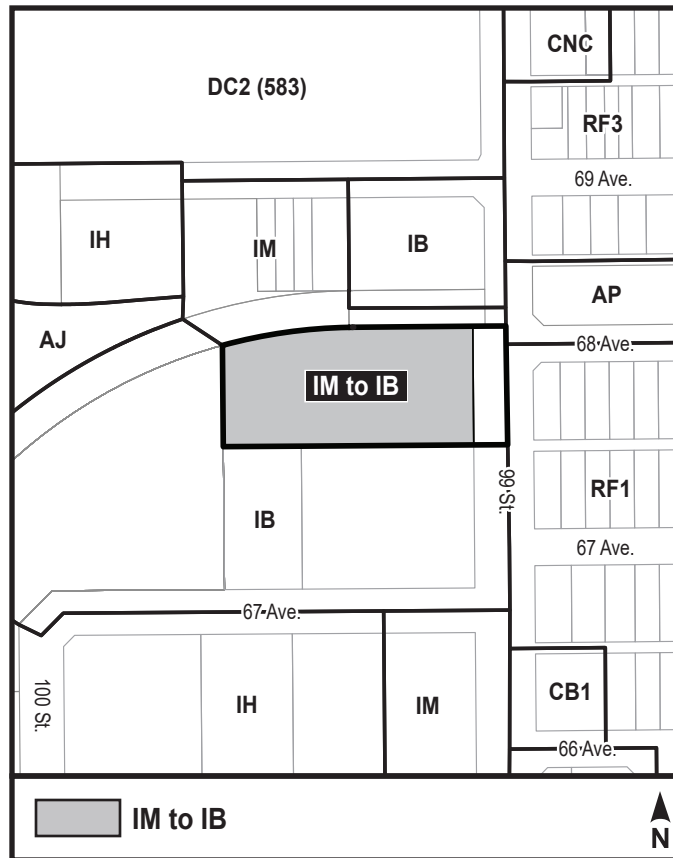 CNC
DC2 (583)
RF3
69 Ave.
IH
IM
IB
AP
AJ
68 Ave.
IM to IB
99 St.
RF1
IB
67 Ave.
67 Ave.
100 St.
IH
IM
CB1
66 Ave.
IM to IB
N